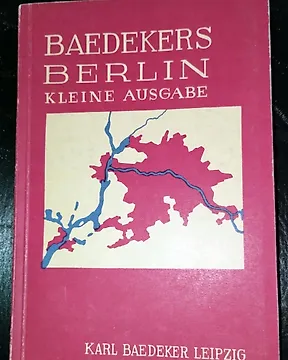 BAEDEKERS
BERLIN
KLEINE AUSGABE
KARL BAEDEKER LEIPZIG